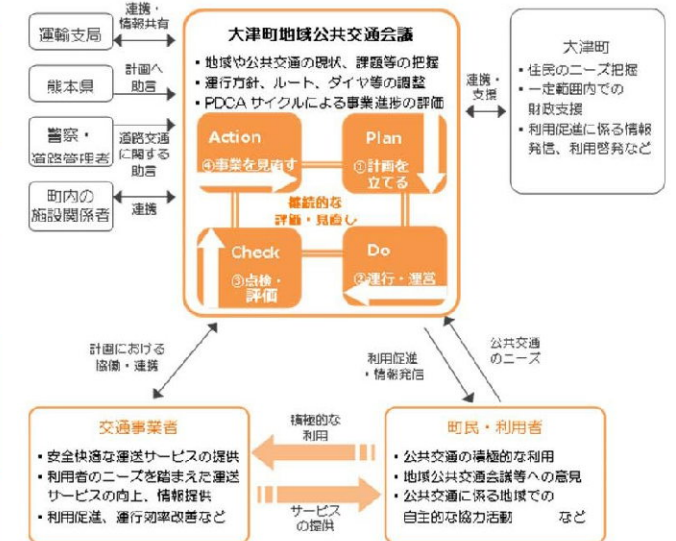 連携・
情報共有
運輸支局
計画へ
助言
熊本県
警察・
道路管理者
道路交通
に関する
助言
町内の
施設関係者
連携
大津町地域公共交通会議
・地域や公共交通の現状、課題等の把握
・運行方針、ルート、ダイヤ等の調整
・PDCAサイクルによる事業進捗の評価
Action
④事業を見直す
Plan
①計画を
立てる
継続的な
評価・見直し
Check
③点検・
評価
Do
②運行・運営
連携・
支援
大津町
・住民のニーズ把握
・一定範囲内での
財政支援
・利用促進に係る情報
発信、利用啓発など
計画における
協働・連携
利用促進
・情報発信
公共交通
のニーズ
交通事業者
・安全快適な運送サービスの提供
・利用者のニーズを踏まえた運送
サービスの向上、情報提供
・利用促進、運行効率改善など
積極的な
利用
サービス
の提供
町民・利用者
・公共交通の積極的な利用
・地域公共交通会議等への意見
・公共交通に係る地域での
自主的な協力活動 など